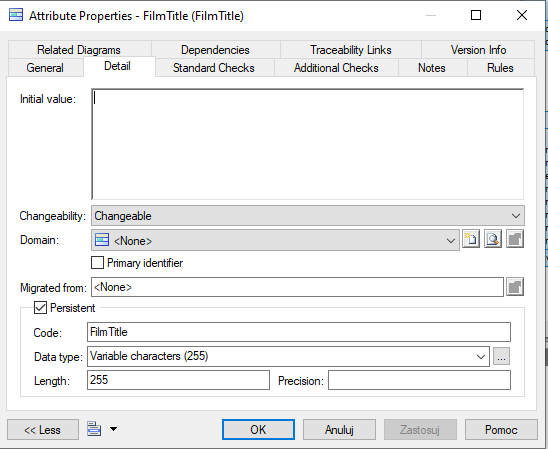 Attribute Properties - FilmTitle (FilmTitle)
Related Diagrams Dependencies Traceability Links Version Info
General Detail Standard Checks Additional Checks Notes Rules
Initial value:
Changeability: Changeable
Domain: <None>
Primary identifier
Migrated from: <None>
Persistent
Code: FilmTitle
Data type: Variable characters (255) ...
Length: 255 Precision:
<< Less OK Anuluj Zastosuj Pomoc